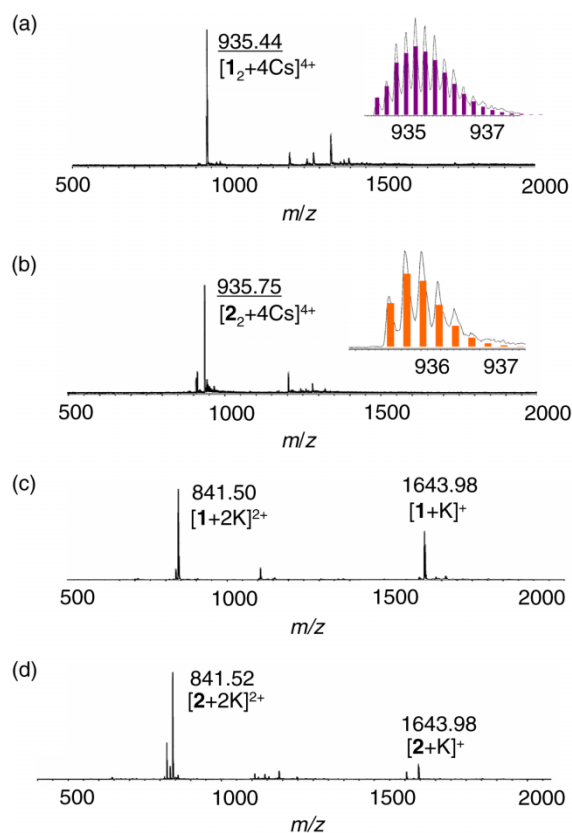 (a)
935.44
[1₂+4Cs]⁴⁺
935 937
500 1000 1500 2000
m/z
(b)
935.75
[2₂+4Cs]⁴⁺
936 937
500 1000 1500 2000
m/z
(c)
841.50
[1+2K]²⁺
1643.98
[1+K]⁺
500 1000 1500 2000
m/z
(d)
841.52
[2+2K]²⁺
1643.98
[2+K]⁺
500 1000 1500 2000
m/z